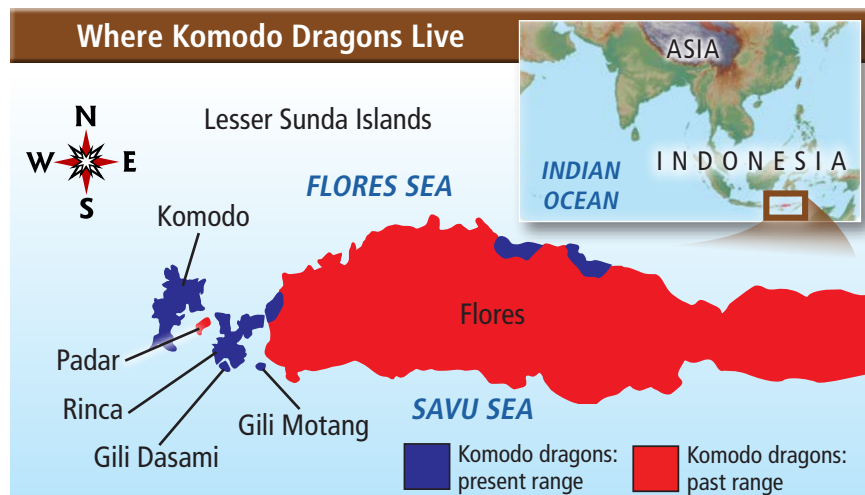 Where Komodo Dragons Live
ASIA
INDONESIA
INDIAN
OCEAN
N
W
E
S
Lesser Sunda Islands
FLORES SEA
Komodo
Flores
Padar
Rinca
Gili Dasami
Gili Motang
SAVU SEA
Komodo dragons:
present range
Komodo dragons:
past range